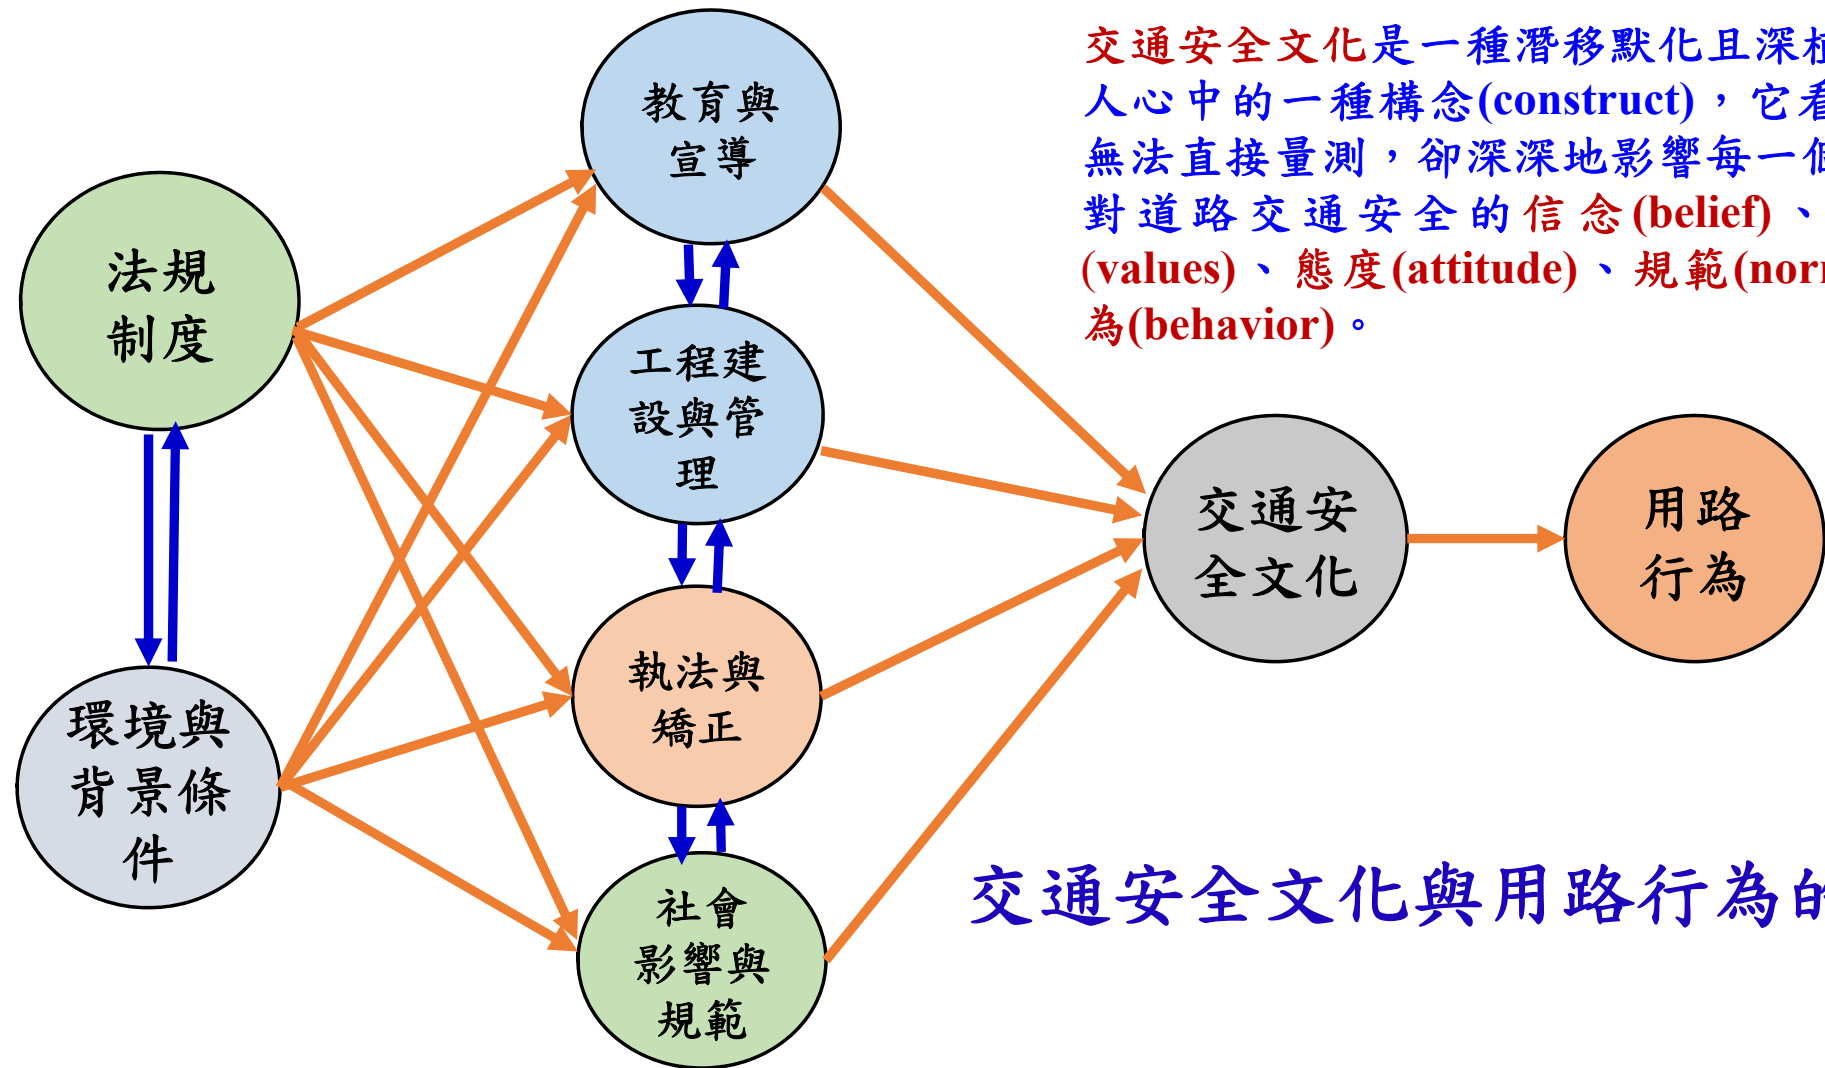 教育與
宣導
法規
制度
工程建
設與管
理
執法與
矯正
環境與
背景條
件
社會
影響與
規範
交通安全文化是一種潛移默化且深植
人心中的一種構念(construct)，它看
無法直接量測，卻深深地影響每一個
對道路交通安全的信念(belief)、
(values)、態度(attitude)、規範(norm
為(behavior)。
交通安
全文化
用路
行為
交通安全文化與用路行為的